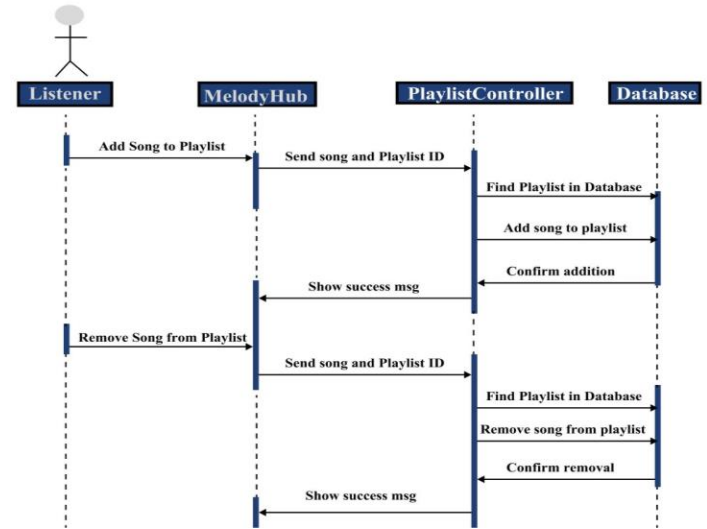 Listener
MelodyHub
PlaylistController
Database
Add Song to Playlist
Send song and Playlist ID
Find Playlist in Database
Add song to playlist
Confirm addition
Show success msg
Remove Song from Playlist
Send song and Playlist ID
Find Playlist in Database
Remove song from playlist
Confirm removal
Show success msg